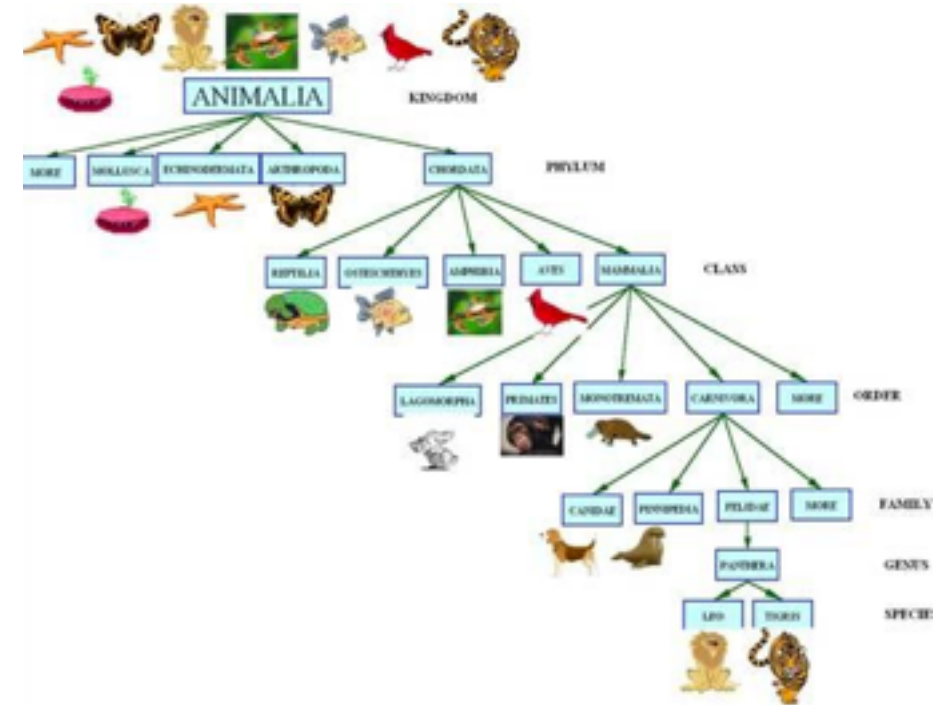 ANIMALIA
KINGDOM
MORE
MOLLUSCA
ECHINODERMATA
ARTHROPODA
CHORDATA
PHYLUM
REPTILIA
OSTEICHTHYES
AMPHIBIA
AVES
MAMMALIA
CLASS
LAGOMORPHA
PRIMATES
MONOTREMATA
CARNIVORA
MORE
ORDER
CANIDAE
PINNIPEDIA
FELIDAE
MORE
FAMILY
PANTHERA
GENUS
LEO
TIGRIS
SPECIES